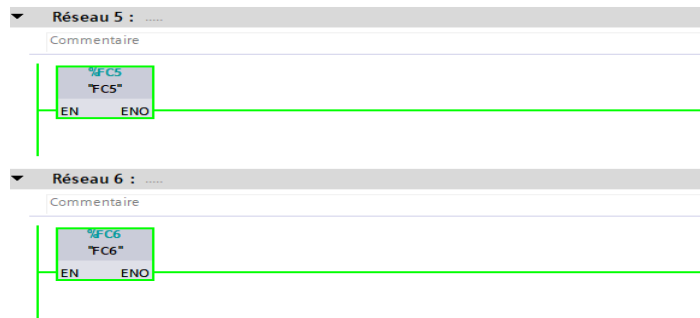 Réseau 5 : .....
Commentaire
%FC5
"FC5"
EN ENO
Réseau 6 : .....
Commentaire
%FC6
"FC6"
EN ENO